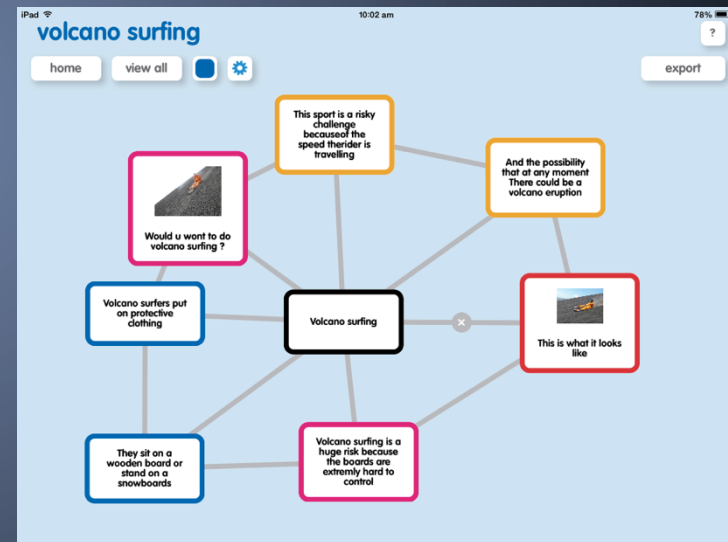 iPad
10:02 am
78%
volcano surfing
?
home
view all
export
This sport is a risky
challenge
becauseof the
speed therider is
travelling
And the possibility
that at any moment
There could be a
volcano eruption
Would u wont to do
volcano surfing ?
Volcano surfers put
on protective
clothing
Volcano surfing
This is what it looks
like
They sit on a
wooden board or
stand on a
snowboards
Volcano surfing is a
huge risk because
the boards are
extremly hard to
control